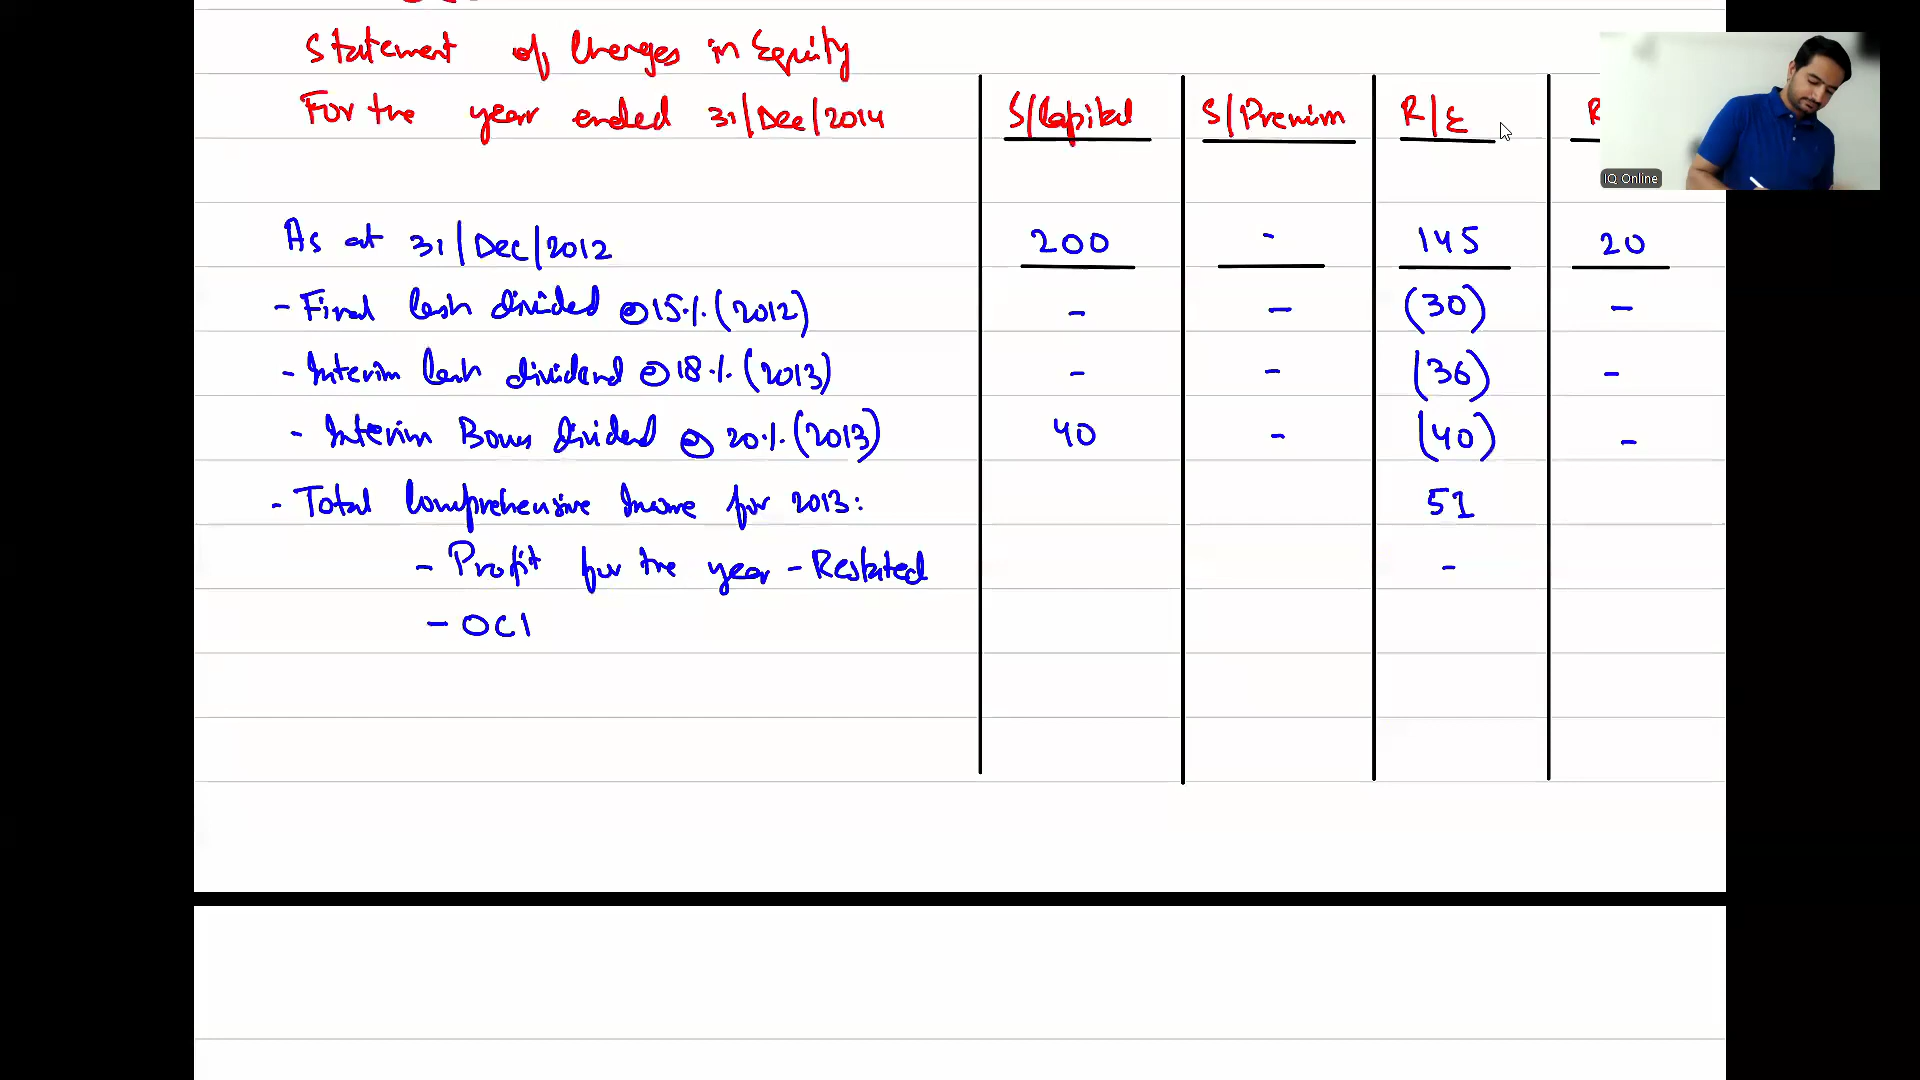 Statement of Changes in Equity
For the year ended 31/Dec/2014
S/Capital S/Premium R/E R
IQ Online
As at 31/Dec/2012 200 - 145 20
- Final Cash divided @ 15% (2012) - - (30) -
- Interim Cash dividend @ 18% (2013) - - (36) -
- Interim Bonus dividend @ 20% (2013) 40 - (40) -
- Total Comprehensive Income for 2013: 51
- Profit for the year - Restated -
- OCI